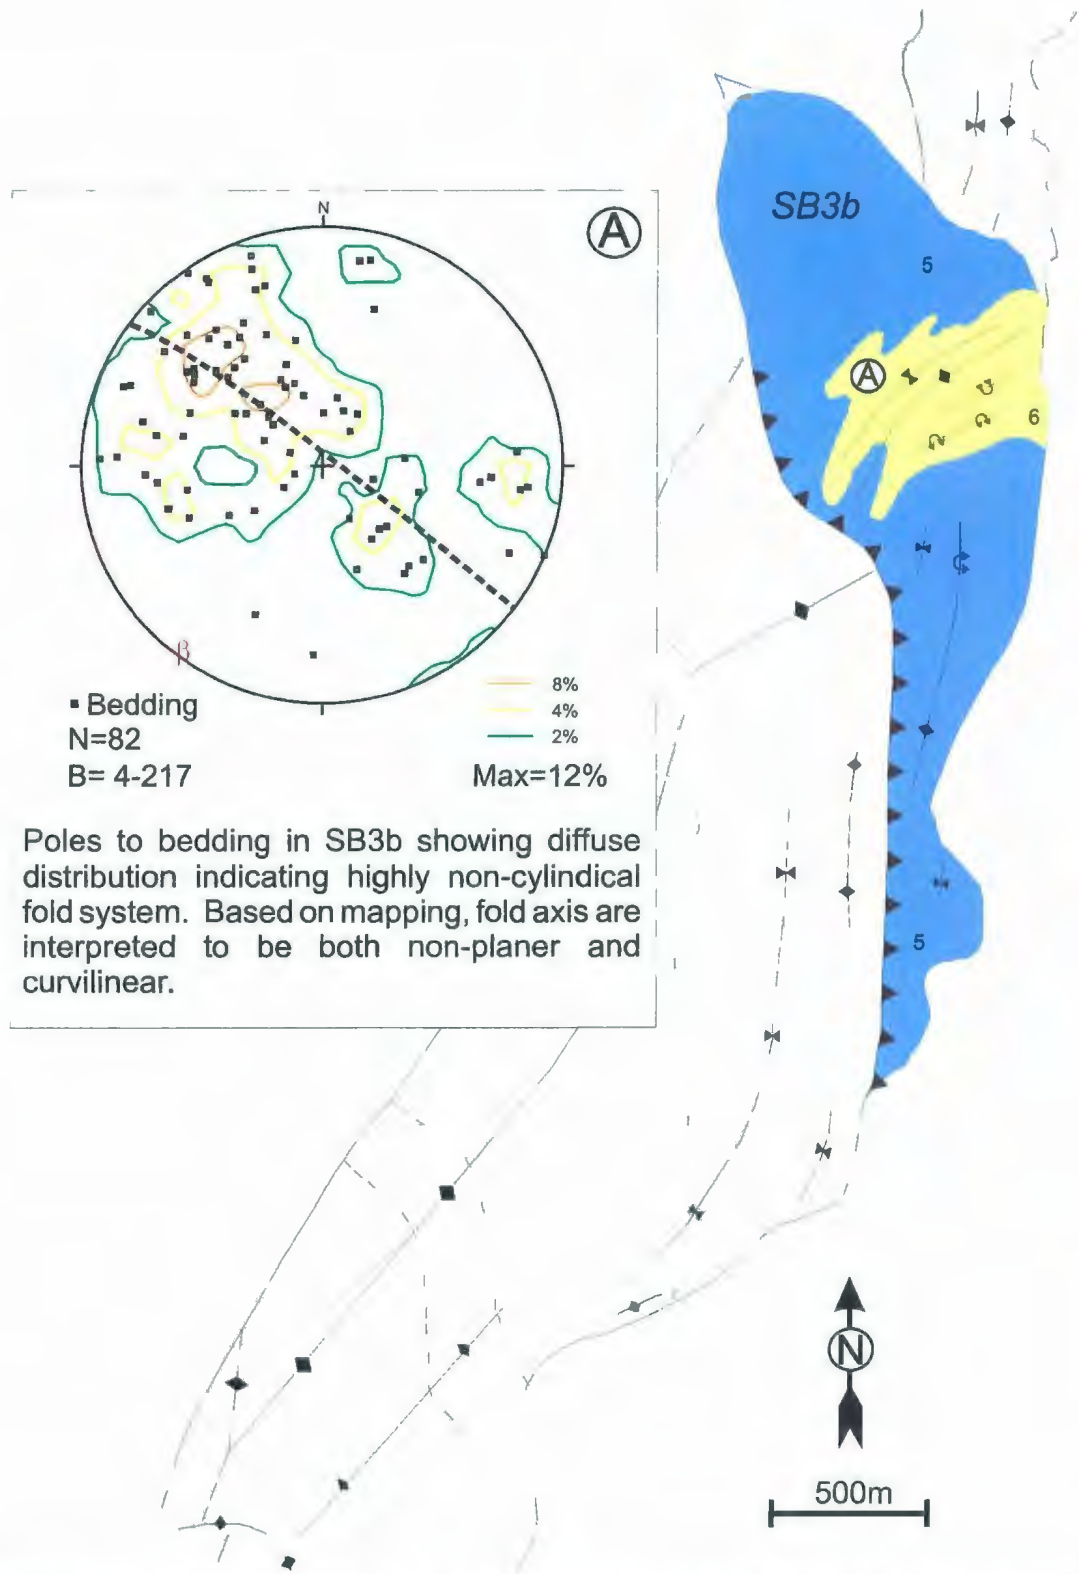 N
A
β
▪ Bedding
N=82
B= 4-217
8%
4%
2%
Max=12%
Poles to bedding in SB3b showing diffuse
distribution indicating highly non-cylindical
fold system. Based on mapping, fold axis are
interpreted to be both non-planer and
curvilinear.
SB3b
5
A
6
5
N
500m